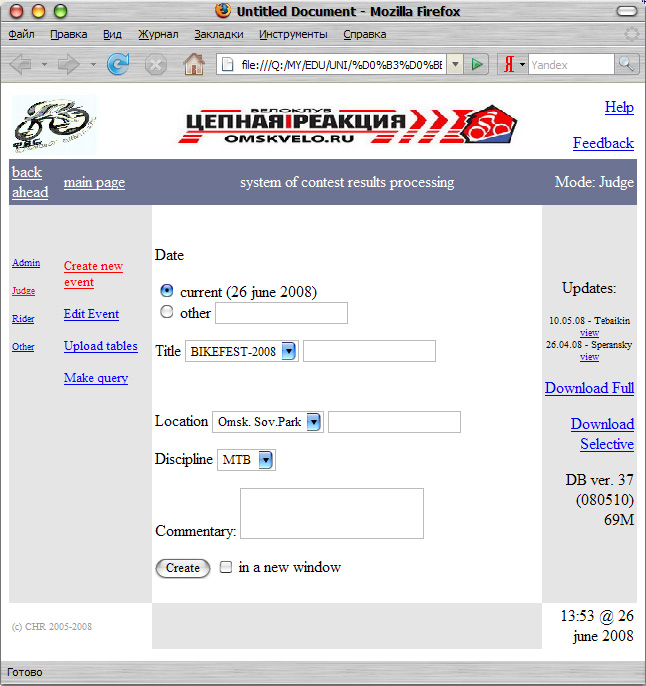 Untitled Document - Mozilla Firefox
Файл Правка Вид Журнал Закладки Инструменты Справка
file:///Q:/MY/EDU/UNI/%D0%B3%D0%BE Я Yandex
ВЕЛОКЛУБ
ЦЕПНАЯ РЕАКЦИЯ
OMSKVELO.RU
Help
Feedback
back
ahead
main page
system of contest results processing
Mode: Judge
Admin
Judge
Rider
Other
Create new
event
Edit Event
Upload tables
Make query
Date
current (26 june 2008)
other
Title BIKEFEST-2008
Location Omsk. Sov.Park
Discipline MTB
Commentary:
Create in a new window
Updates:
10.05.08 - Tebaikin
view
26.04.08 - Speransky
view
Download Full
Download
Selective
DB ver. 37
(080510)
69M
(c) CHR 2005-2008
13:53 @ 26
june 2008
Готово